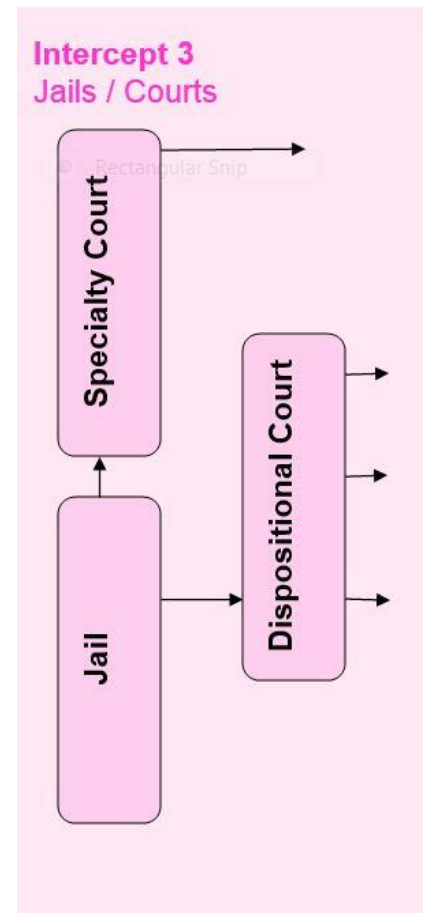 Intercept 3
Jails / Courts
© Rectangular Snip
Specialty Court
Dispositional Court
Jail